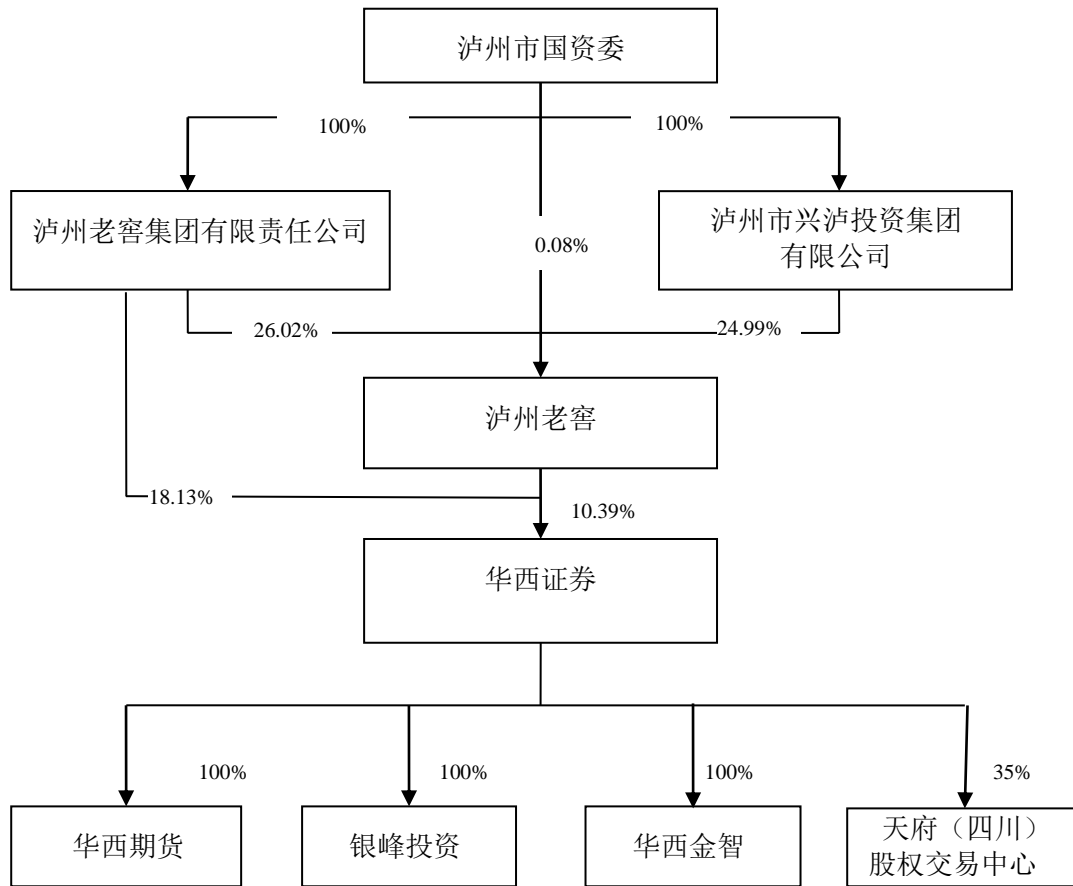 泸州市国资委
100%
100%
泸州老窖集团有限责任公司
泸州市兴泸投资集团
有限公司
0.08%
26.02%
24.99%
泸州老窖
18.13%
10.39%
华西证券
100%
100%
100%
35%
华西期货
银峰投资
华西金智
天府（四川）
股权交易中心